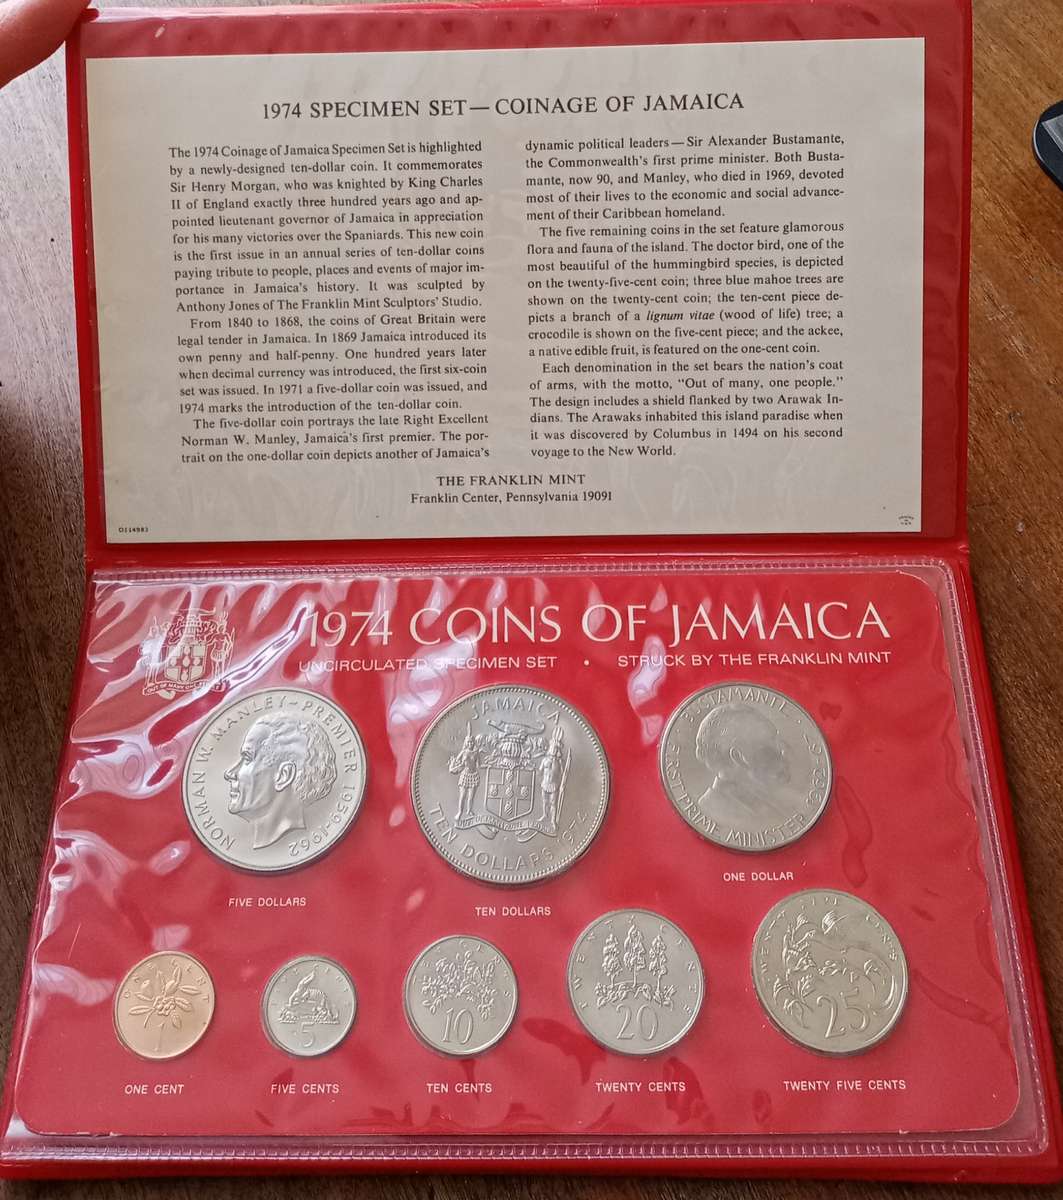 1974 SPECIMEN SET — COINAGE OF JAMAICA
The 1974 Coinage of Jamaica Specimen Set is highlighted
by a newly-designed ten-dollar coin. It commemorates
Sir Henry Morgan, who was knighted by King Charles
II of England exactly three hundred years ago and ap-
pointed lieutenant governor of Jamaica in appreciation
for his many victories over the Spaniards. This new coin
is the first issue in an annual series of ten-dollar coins
paying tribute to people, places and events of major im-
portance in Jamaica's history. It was sculpted by
Anthony Jones of The Franklin Mint Sculptors' Studio.
From 1840 to 1868, the coins of Great Britain were
legal tender in Jamaica. In 1869 Jamaica introduced its
own penny and half-penny. One hundred years later
when decimal currency was introduced, the first six-coin
set was issued. In 1971 a five-dollar coin was issued, and
1974 marks the introduction of the ten-dollar coin.
The five-dollar coin portrays the late Right Excellent
Norman W. Manley, Jamaica's first premier. The por-
trait on the one-dollar coin depicts another of Jamaica's
dynamic political leaders — Sir Alexander Bustamante,
the Commonwealth's first prime minister. Both Busta-
mante, now 90, and Manley, who died in 1969, devoted
most of their lives to the economic and social advance-
ment of their Caribbean homeland.
The five remaining coins in the set feature glamorous
flora and fauna of the island. The doctor bird, one of the
most beautiful of the hummingbird species, is depicted
on the twenty-five-cent coin; three blue mahoe trees are
shown on the twenty-cent coin; the ten-cent piece de-
picts a branch of a lignum vitae (wood of life) tree; a
crocodile is shown on the five-cent piece; and the ackee,
a native edible fruit, is featured on the one-cent coin.
Each denomination in the set bears the nation's coat
of arms, with the motto, "Out of many, one people."
The design includes a shield flanked by two Arawak In-
dians. The Arawaks inhabited this island paradise when
it was discovered by Columbus in 1494 on his second
voyage to the New World.
THE FRANKLIN MINT
Franklin Center, Pennsylvania 19091
D114983
1974 COINS OF JAMAICA
UNCIRCULATED SPECIMEN SET • STRUCK BY THE FRANKLIN MINT
OUT OF MANY ONE
NORMAN W. MANLEY - PREMIER 1959-1962
JAMAICA
OUT OF MANY, ONE PEOPLE
TEN DOLLARS 1974
BUSTAMANTE
FIRST PRIME MINISTER 1962-67
FIVE DOLLARS
TEN DOLLARS
ONE DOLLAR
ONE CENT
1
5
CENTS
10
TWENTY CENTS
20
TWENTY FIVE CENTS
25
ONE CENT
FIVE CENTS
TEN CENTS
TWENTY CENTS
TWENTY FIVE CENTS